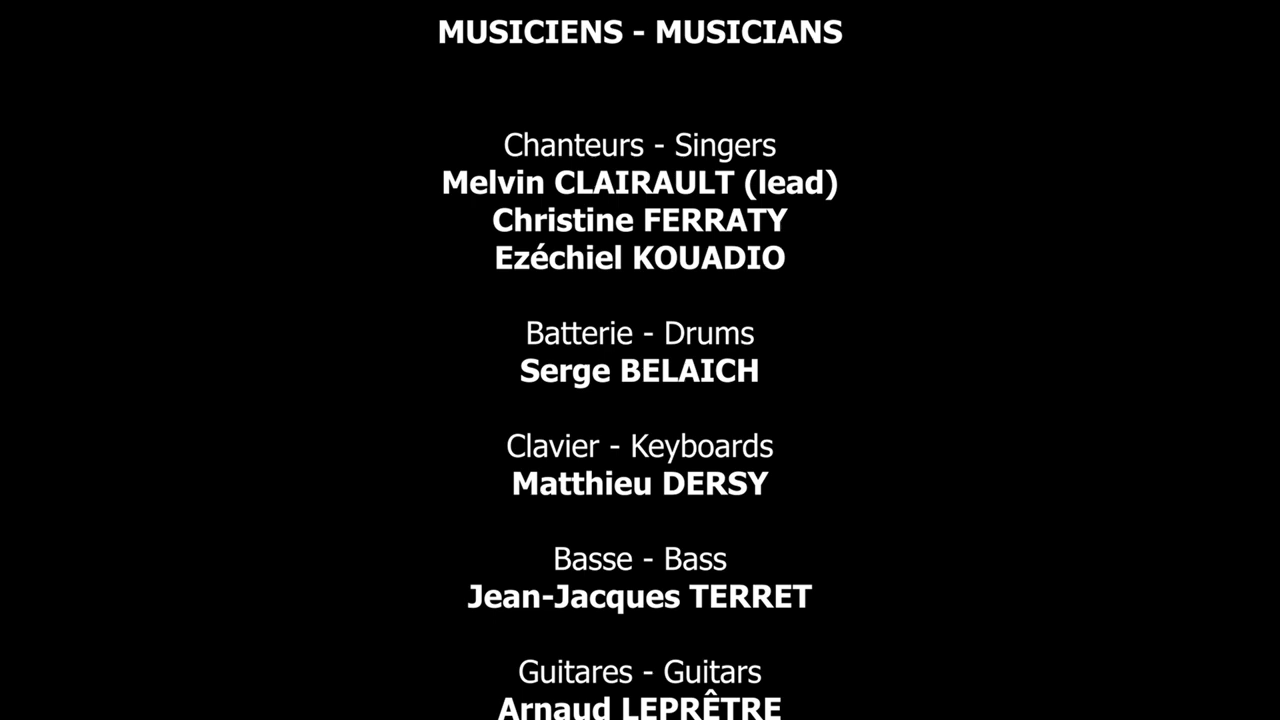 MUSICIENS - MUSICIANS
Chanteurs - Singers
Melvin CLAIRAULT (lead)
Christine FERRATY
Ezéchiel KOUADIO
Batterie - Drums
Serge BELAICH
Clavier - Keyboards
Matthieu DERSY
Basse - Bass
Jean-Jacques TERRET
Guitares - Guitars
Arnaud LEPRÊTRE